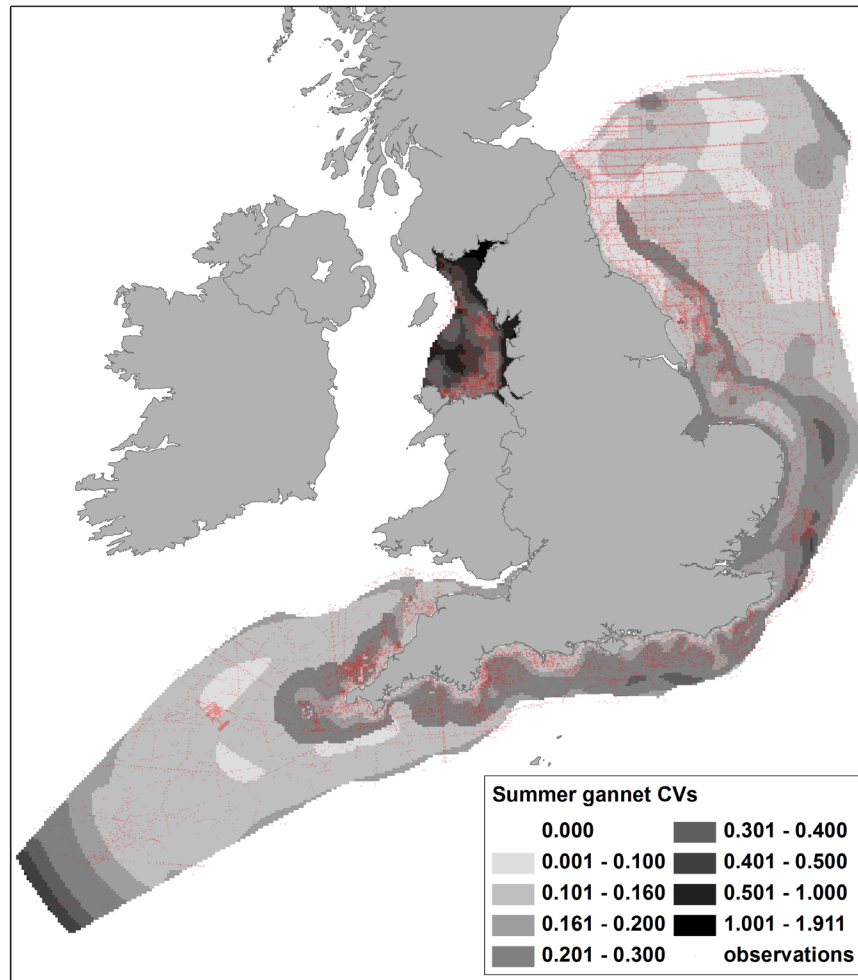 Summer gannet CVs
0.000
0.001 - 0.100
0.101 - 0.160
0.161 - 0.200
0.201 - 0.300
0.301 - 0.400
0.401 - 0.500
0.501 - 1.000
1.001 - 1.911
observations